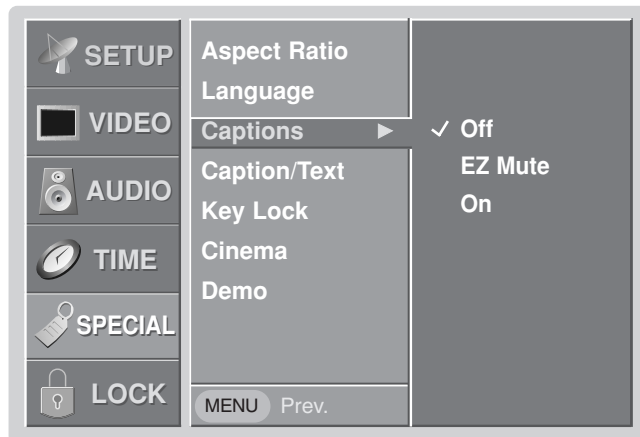 SETUP
VIDEO
AUDIO
TIME
SPECIAL
LOCK
Aspect Ratio
Language
Captions
Caption/Text
Key Lock
Cinema
Demo
MENU Prev.
Off
EZ Mute
On